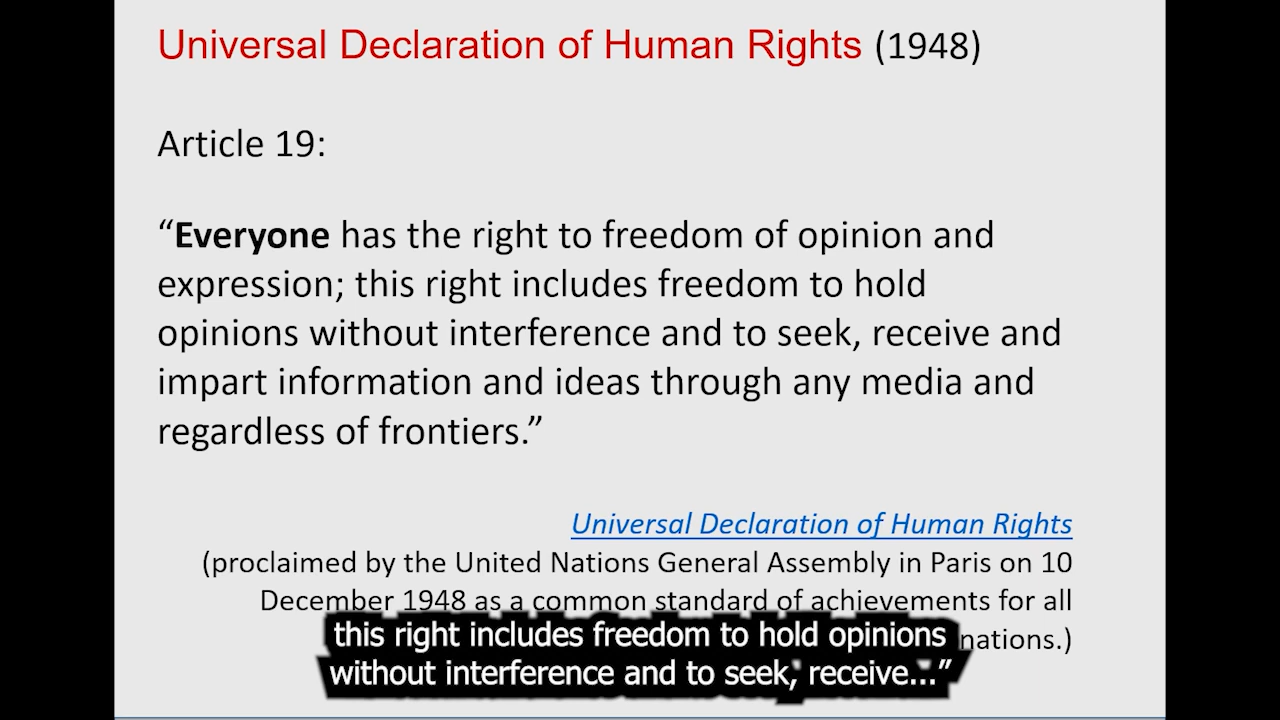 Universal Declaration of Human Rights (1948)
Article 19:
“Everyone has the right to freedom of opinion and
expression; this right includes freedom to hold
opinions without interference and to seek, receive and
impart information and ideas through any media and
regardless of frontiers.”
Universal Declaration of Human Rights
(proclaimed by the United Nations General Assembly in Paris on 10
December 1948 as a common standard of achievements for all
nations.)
this right includes freedom to hold opinions
without interference and to seek, receive...”